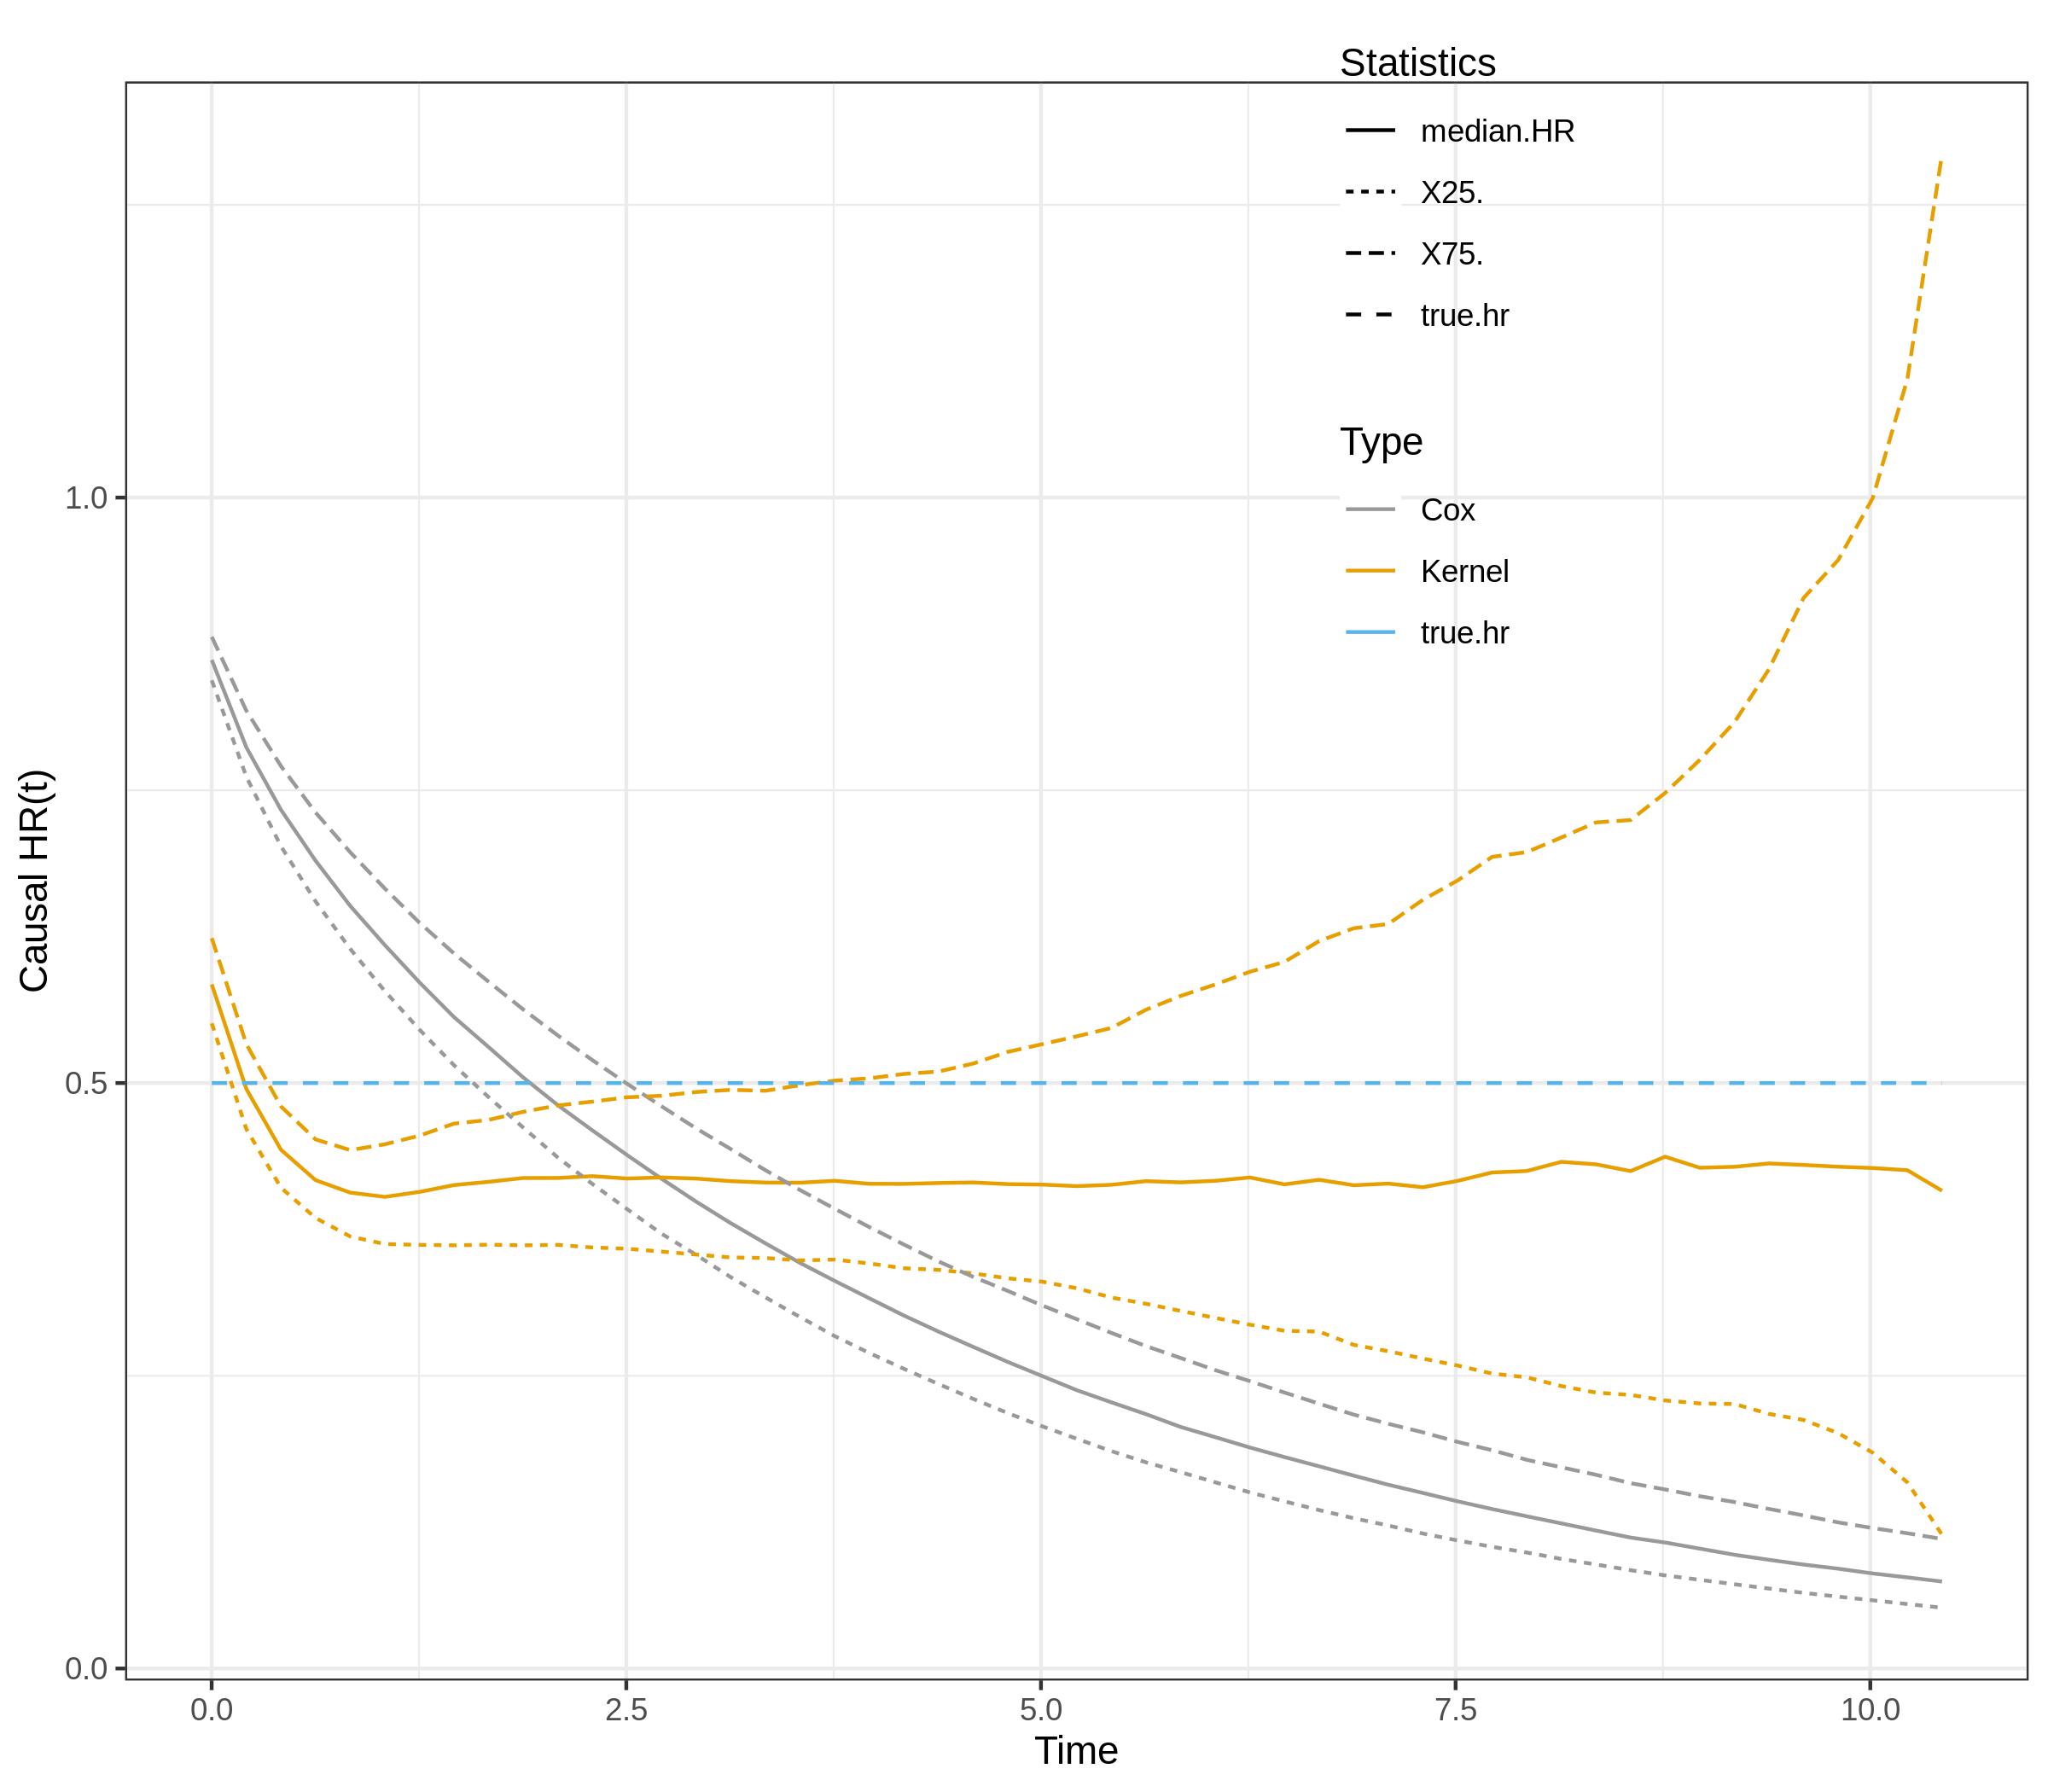 Statistics
median.HR
X25.
X75.
true.hr
Type
Cox
Kernel
true.hr
1.0
0.5
0.0
Causal HR(t)
0.0 2.5 5.0 7.5 10.0
Time